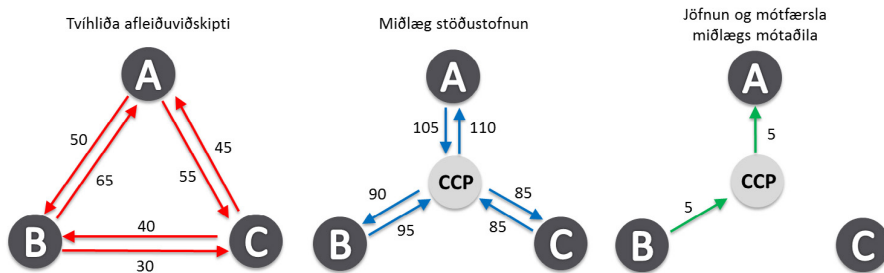 Tvíhliða afleiðuviðskipti
A
50
65
55
45
B
40
30
C
Miðlæg stöðustofnun
A
105
110
CCP
90
95
85
85
B
C
Jöfnun og mótfærsla
miðlægs mótaðila
A
5
CCP
5
B
C